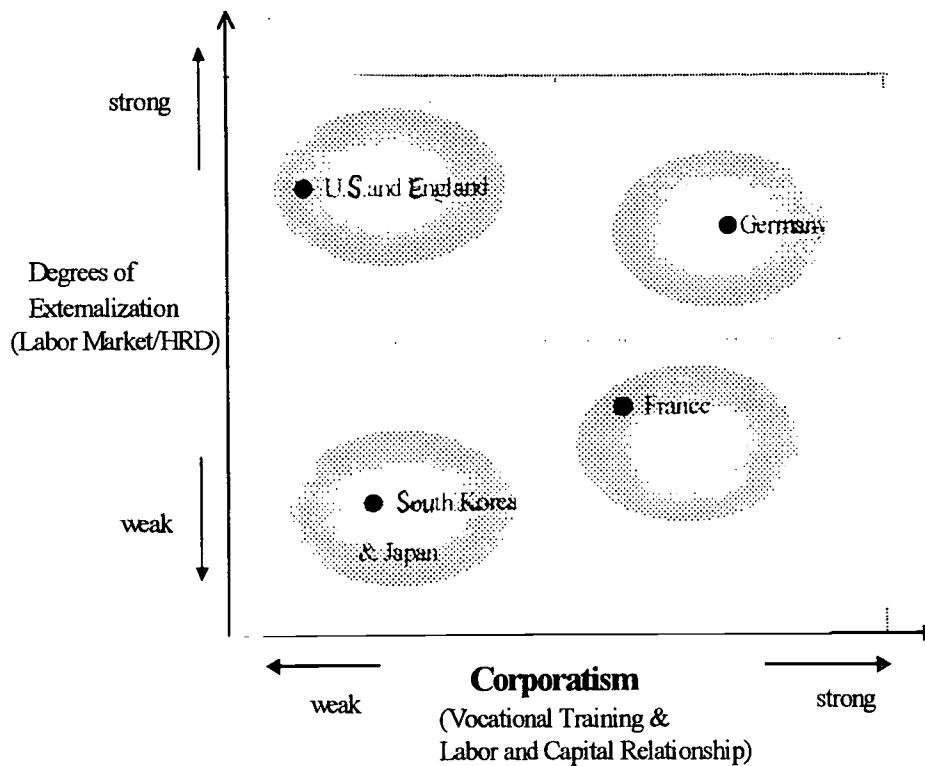 strong
U.S.and England
Germany
Degrees of
Externalization
(Labor Market/HRD)
France
South Korea
& Japan
weak
weak
Corporatism
strong
(Vocational Training &
Labor and Capital Relationship)